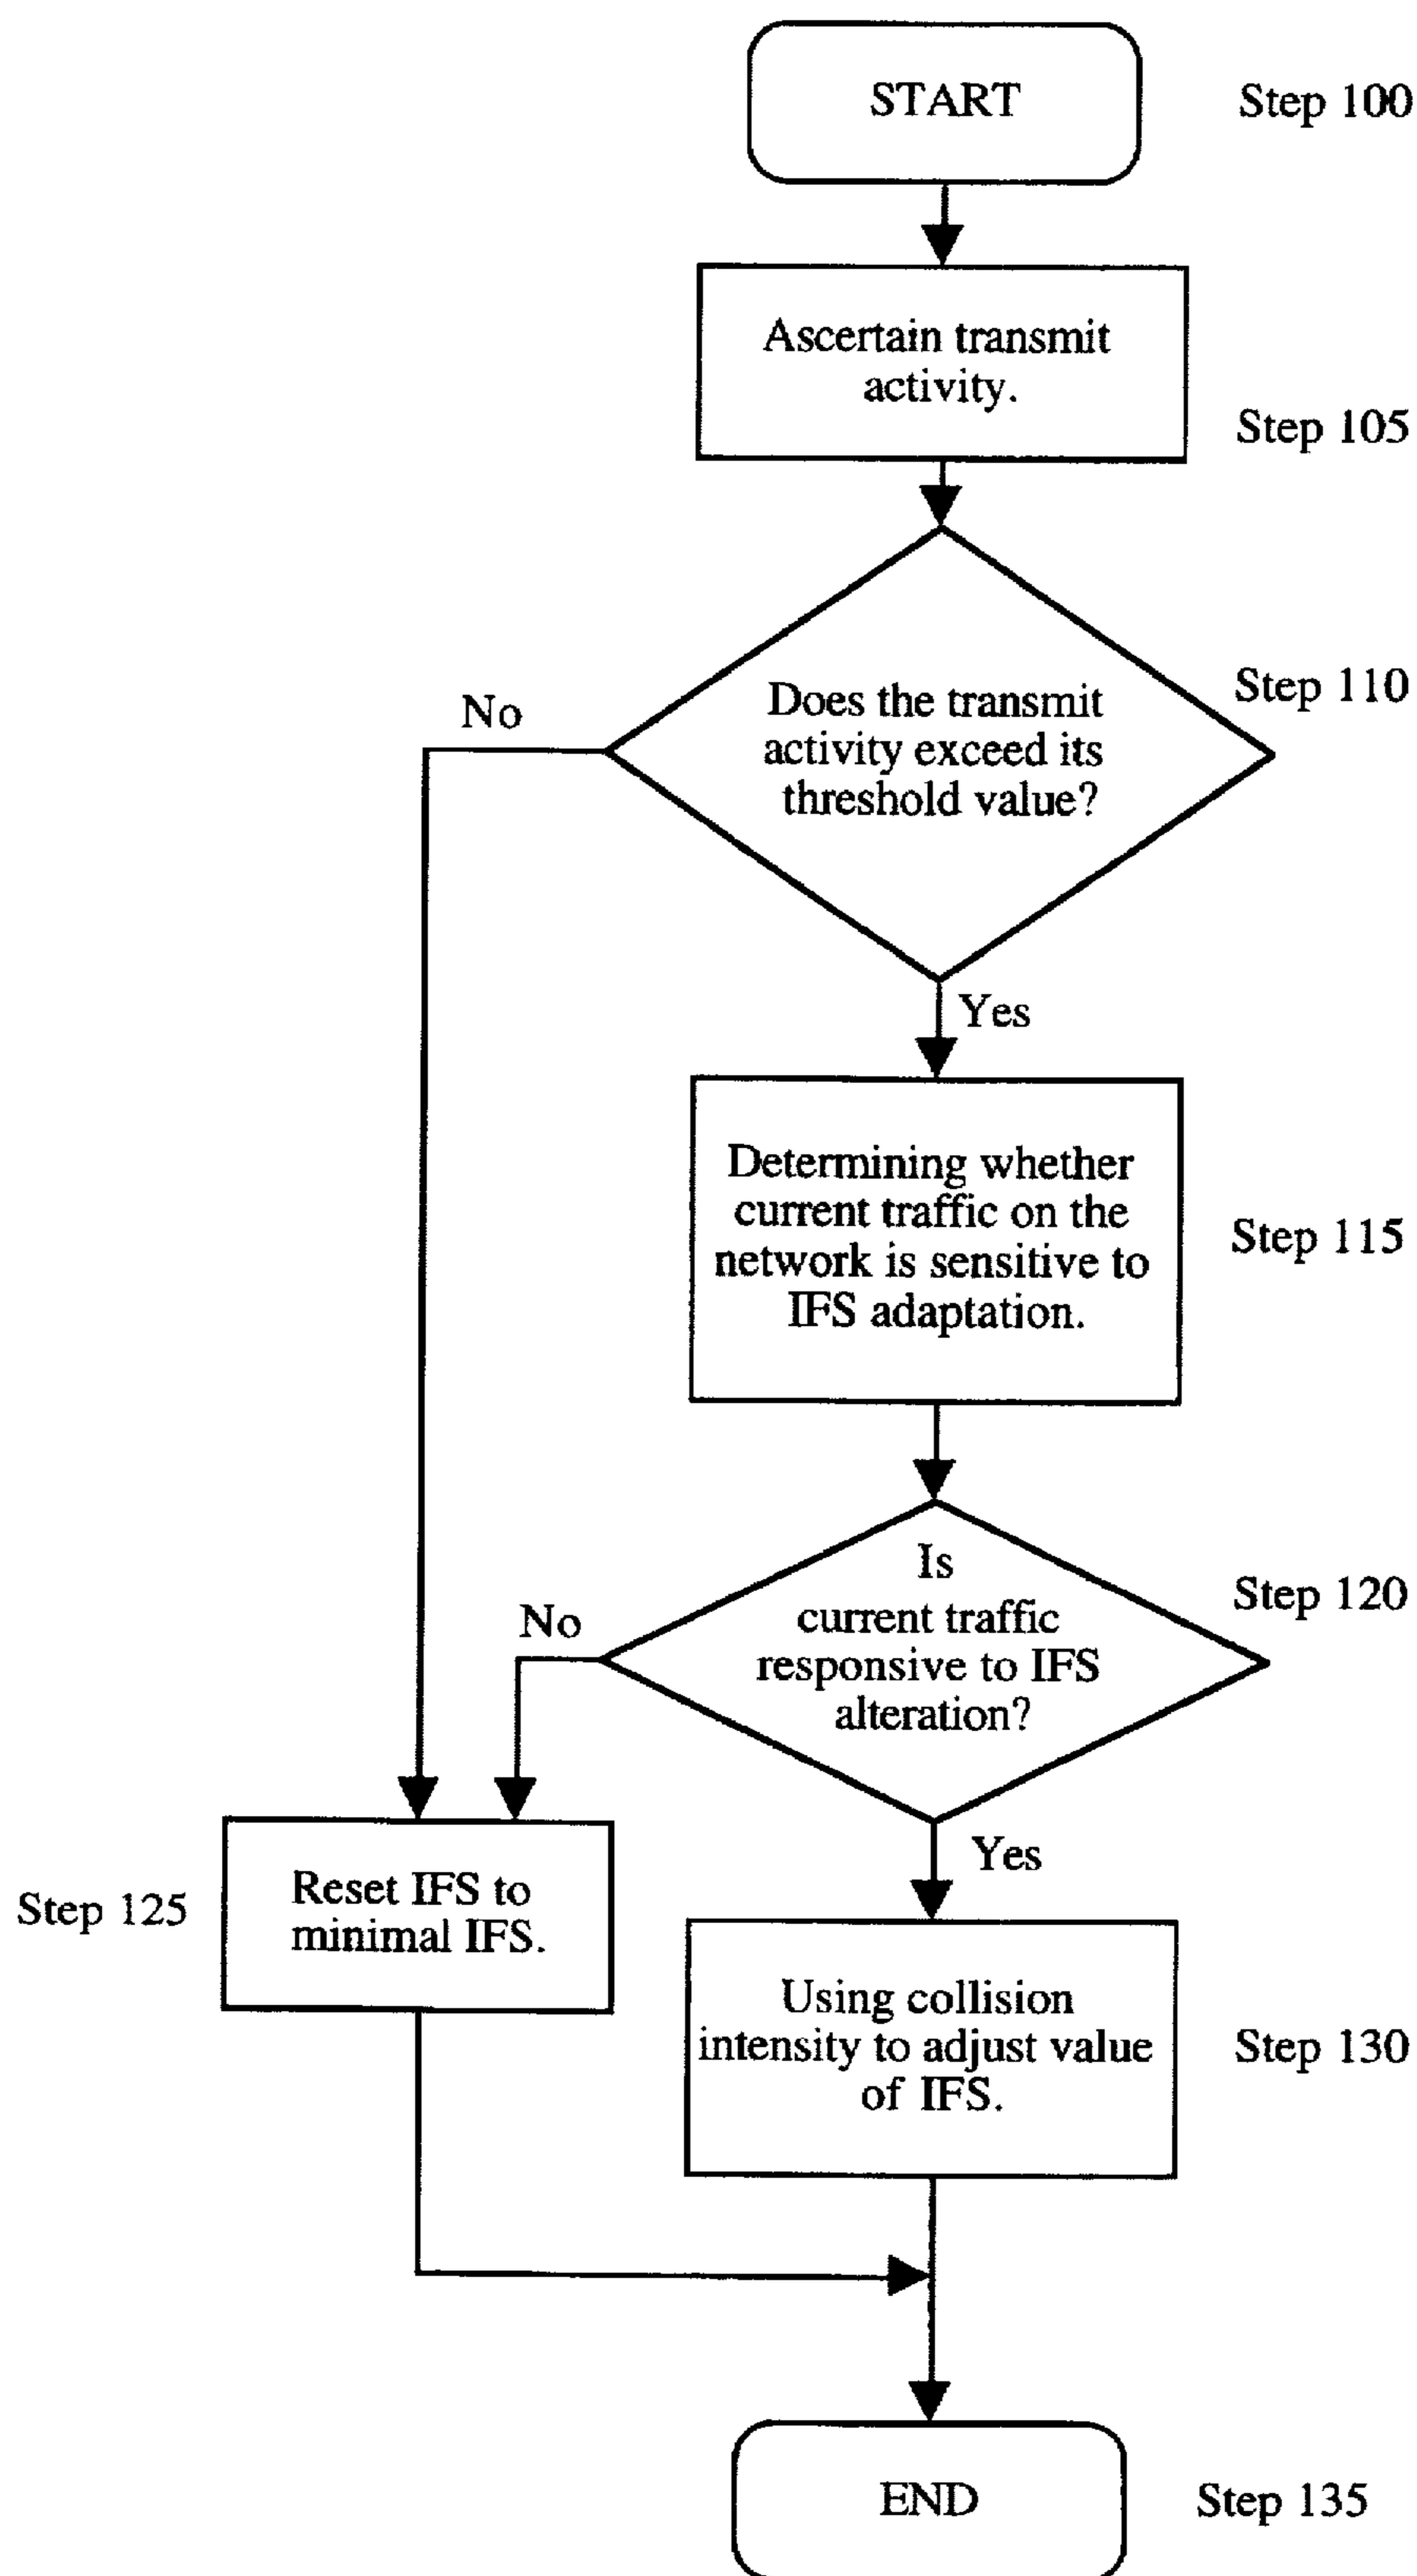 START
Step 100
Ascertain transmit
activity.
Step 105
Step 110
No
Does the transmit
activity exceed its
threshold value?
Yes
Determining whether
current traffic on the
network is sensitive to
IFS adaptation.
Step 115
Is
current traffic
responsive to IFS
alteration?
Step 120
No
Yes
Step 125
Reset IFS to
minimal IFS.
Using collision
intensity to adjust value
of IFS.
Step 130
END
Step 135